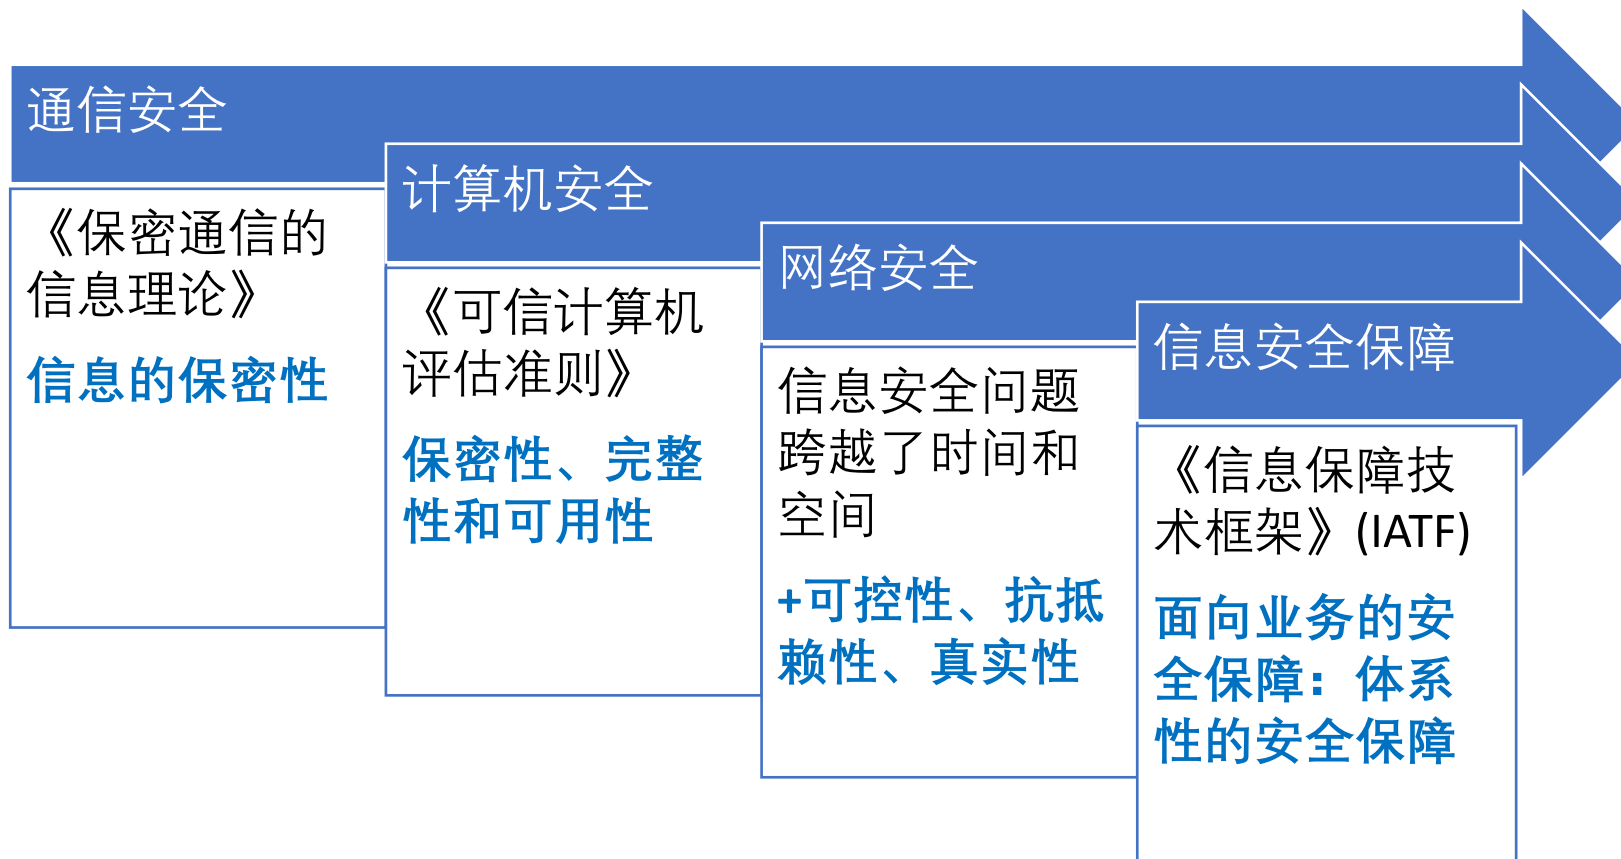 通信安全
《保密通信的
信息理论》
信息的保密性
计算机安全
《可信计算机
评估准则》
保密性、完整
性和可用性
网络安全
信息安全问题
跨越了时间和
空间
+可控性、抗抵
赖性、真实性
信息安全保障
《信息保障技
术框架》(IATF)
面向业务的安
全保障：体系
性的安全保障